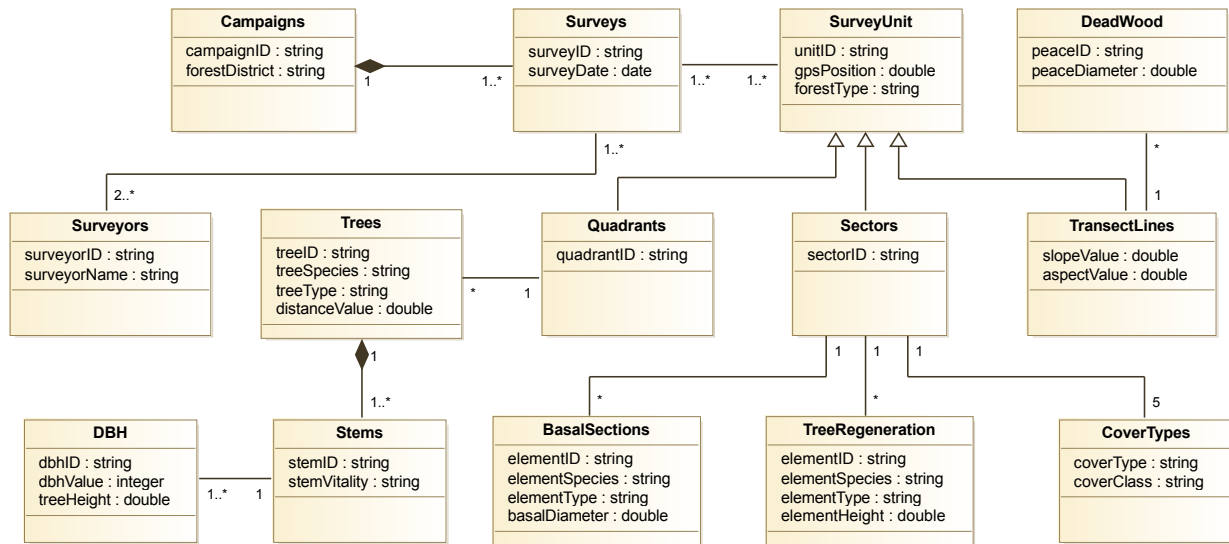 Campaigns
campaignID : string
forestDistrict : string
Surveys
surveyID : string
surveyDate : date
SurveyUnit
unitID : string
gpsPosition : double
forestType : string
DeadWood
peaceID : string
peaceDiameter : double
1
1..*
1..*
1..*
1..*
2..*
*
1
Surveyors
surveyorID : string
surveyorName : string
Trees
treeID : string
treeSpecies : string
treeType : string
distanceValue : double
Quadrants
quadrantID : string
Sectors
sectorID : string
TransectLines
slopeValue : double
aspectValue : double
*
1
1
1..*
1
1
1
*
*
5
DBH
dbhID : string
dbhValue : integer
treeHeight : double
1..*
1
Stems
stemID : string
stemVitality : string
BasalSections
elementID : string
elementSpecies : string
elementType : string
basalDiameter : double
TreeRegeneration
elementID : string
elementSpecies : string
elementType : string
elementHeight : double
CoverTypes
coverType : string
coverClass : string